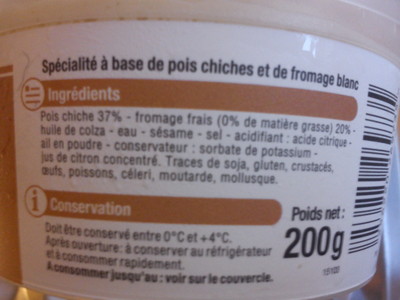 Spécialité à base de pois chiches et de fromage blanc
Ingrédients
Pois chiche 37% - fromage frais (0% de matière grasse) 20% -
huile de colza - eau - sésame - sel - acidifiant : acide citrique -
ail en poudre - conservateur : sorbate de potassium -
jus de citron concentré. Traces de soja, gluten, crustacés,
œufs, poissons, céleri, moutarde, mollusque.
i Conservation
Doit être conservé entre 0°C et +4°C.
Après ouverture: à conserver au réfrigérateur
et à consommer rapidement.
A consommer jusqu'au : voir sur le couvercle.
Poids net :
200g